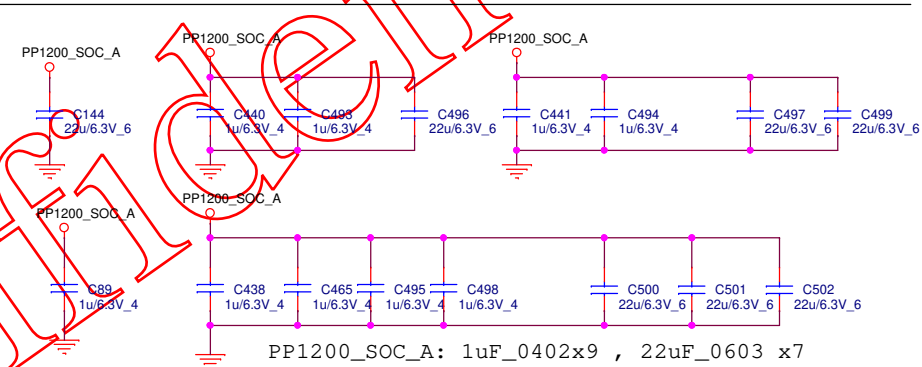 PP1200_SOC_A PP1200_SOC_A PP1200_SOC_A
C144 C440 C493 C496 C441 C494 C497 C499
22u/6.3V_6 1u/6.3V_4 1u/6.3V_4 22u/6.3V_6 1u/6.3V_4 1u/6.3V_4 22u/6.3V_6 22u/6.3V_6
PP1200_SOC_A PP1200_SOC_A
C89 C438 C465 C495 C498 C500 C501 C502
1u/6.3V_4 1u/6.3V_4 1u/6.3V_4 1u/6.3V_4 1u/6.3V_4 22u/6.3V_6 22u/6.3V_6 22u/6.3V_6
PP1200_SOC_A: 1uF_0402x9 , 22uF_0603 x7